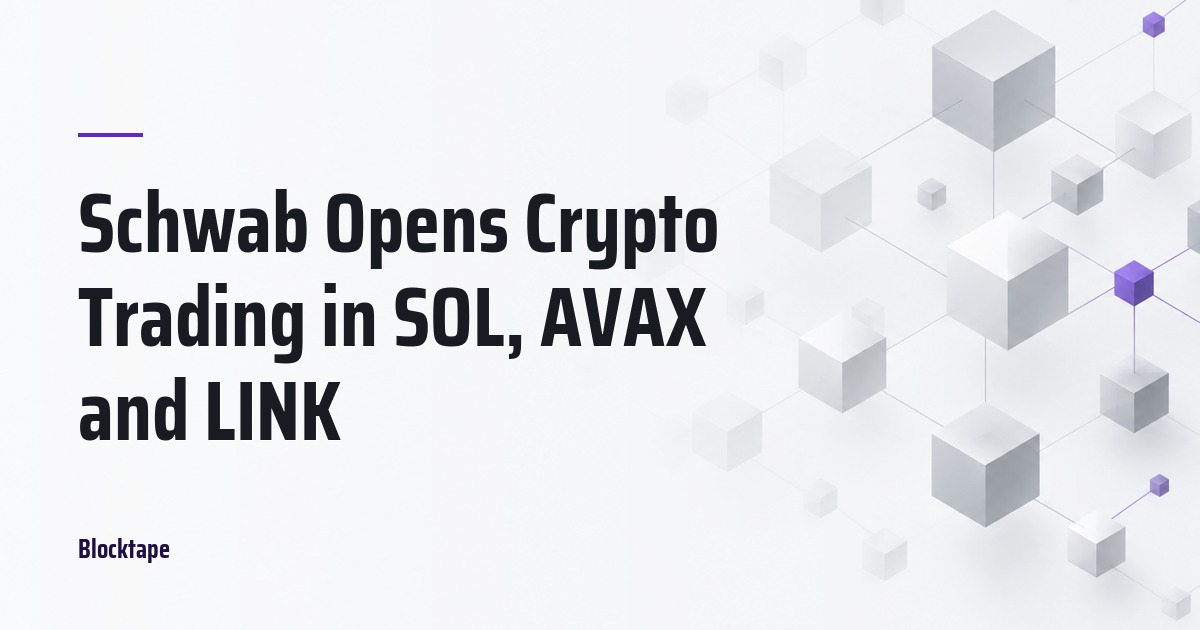 Schwab Opens Crypto
Trading in SOL, AVAX
and LINK
Blocktape